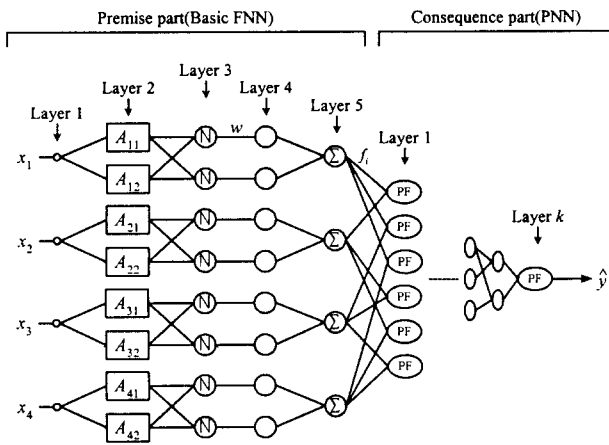 Premise part(Basic FNN)
Consequence part(PNN)
Layer 1
Layer 2
Layer 3
Layer 4
Layer 5
Layer 1
Layer k
x₁
A₁₁
A₁₂
N
N
w
Σ
fᵢ
x₂
A₂₁
A₂₂
N
N
Σ
x₃
A₃₁
A₃₂
N
N
Σ
x₄
A₄₁
A₄₂
N
N
Σ
PF
PF
PF
PF
PF
PF
PF
ŷ